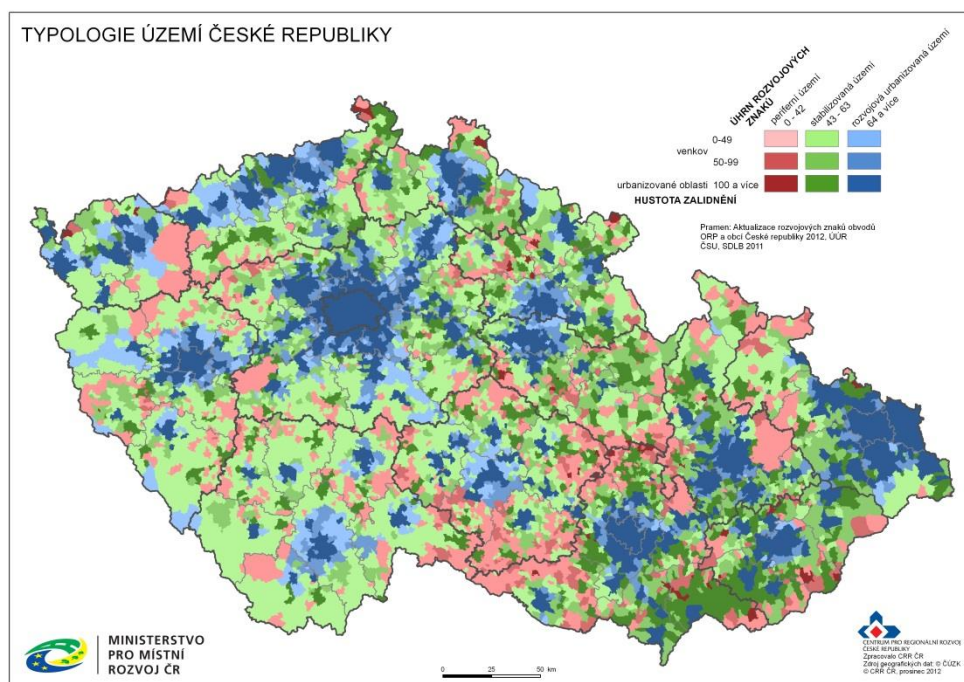 TYPOLOGIE ÚZEMÍ ČESKÉ REPUBLIKY
ÚHRN ROZVOJOVÝCH
ZNAKŮ
periferní území
0 - 42
stabilizovaná území
43 - 63
rozvojová urbanizovaná území
64 a více
0-49
venkov
50-99
urbanizované oblasti 100 a více
HUSTOTA ZALIDNĚNÍ
Pramen: Aktualizace rozvojových znaků obvodů
ORP a obcí České republiky 2012, ÚÚR
ČSU, SDLB 2011
MINISTERSTVO
PRO MÍSTNÍ
ROZVOJ ČR
0 25 50 km
CENTRUM PRO REGIONÁLNÍ ROZVOJ
ČESKÉ REPUBLIKY
Zpracovalo CRR ČR
Zdroj geografických dat: © ČÚZK
© CRR ČR, prosinec 2012